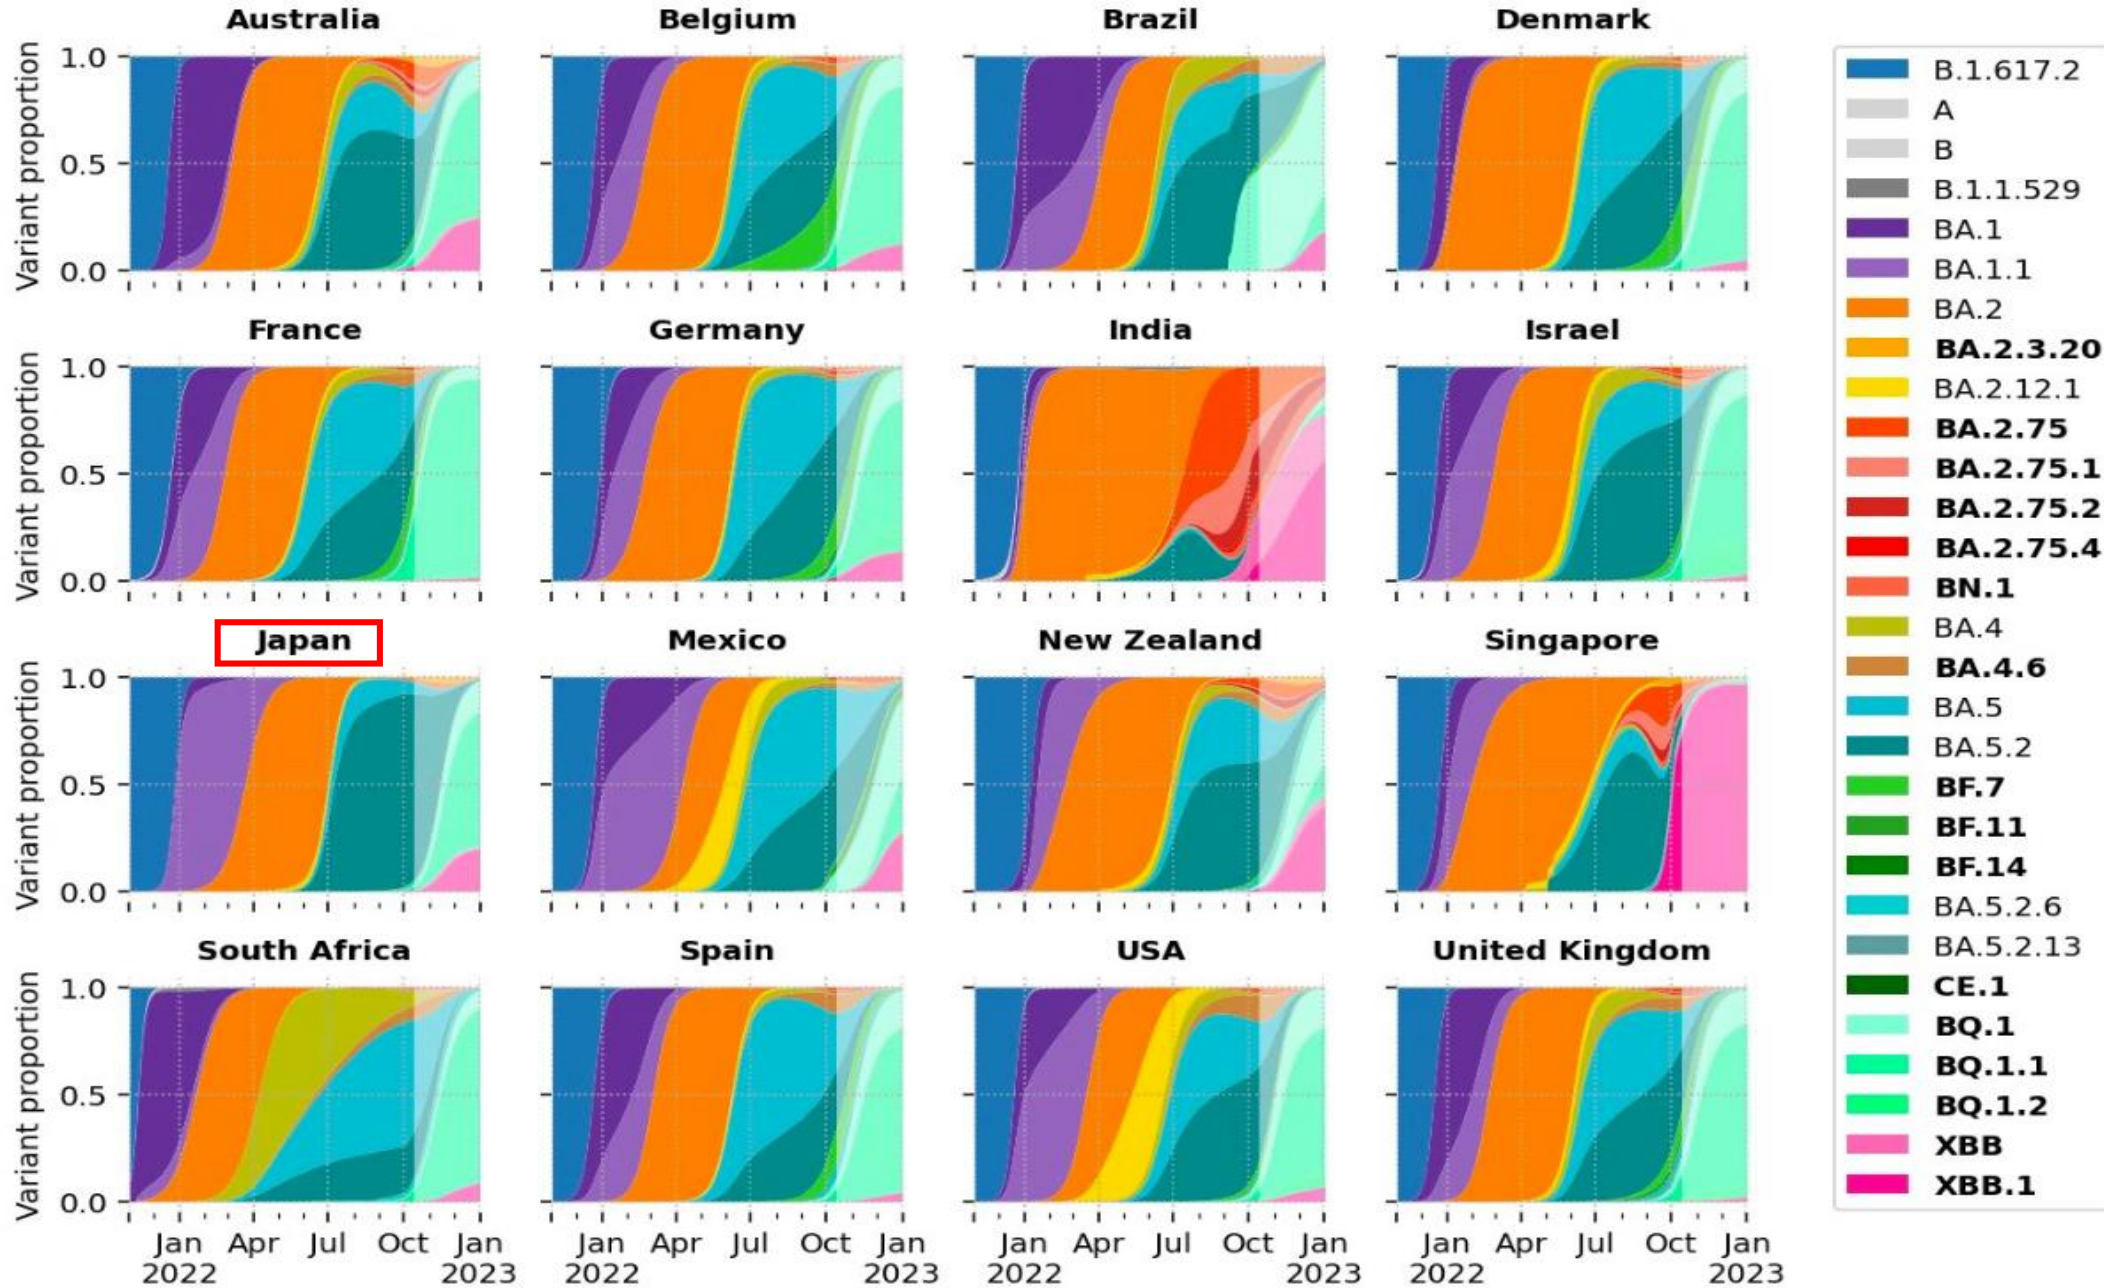 Australia Belgium Brazil Denmark
Variant proportion
1.0
0.5
0.0
France Germany India Israel
Variant proportion
1.0
0.5
0.0
Japan Mexico New Zealand Singapore
Variant proportion
1.0
0.5
0.0
South Africa Spain USA United Kingdom
Variant proportion
1.0
0.5
0.0
Jan Apr Jul Oct Jan Jan Apr Jul Oct Jan Jan Apr Jul Oct Jan Jan Apr Jul Oct Jan
2022 2023 2022 2023 2022 2023 2022 2023
B.1.617.2
A
B
B.1.1.529
BA.1
BA.1.1
BA.2
BA.2.3.20
BA.2.12.1
BA.2.75
BA.2.75.1
BA.2.75.2
BA.2.75.4
BN.1
BA.4
BA.4.6
BA.5
BA.5.2
BF.7
BF.11
BF.14
BA.5.2.6
BA.5.2.13
CE.1
BQ.1
BQ.1.1
BQ.1.2
XBB
XBB.1